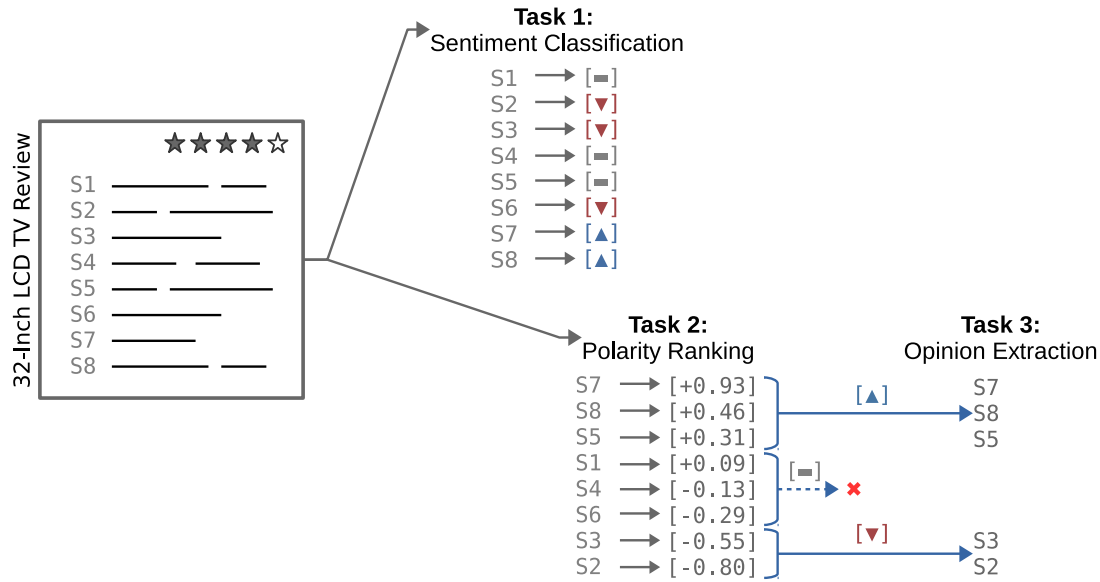 Task 1:
Sentiment Classification
S1 [▬]
S2 [▼]
S3 [▼]
S4 [▬]
S5 [▬]
S6 [▼]
S7 [▲]
S8 [▲]
32-Inch LCD TV Review
S1
S2
S3
S4
S5
S6
S7
S8
Task 2:
Polarity Ranking
S7 [+0.93]
S8 [+0.46]
S5 [+0.31]
S1 [+0.09]
S4 [-0.13]
S6 [-0.29]
S3 [-0.55]
S2 [-0.80]
[▲]
[▬]
[▼]
Task 3:
Opinion Extraction
S7
S8
S5
S3
S2